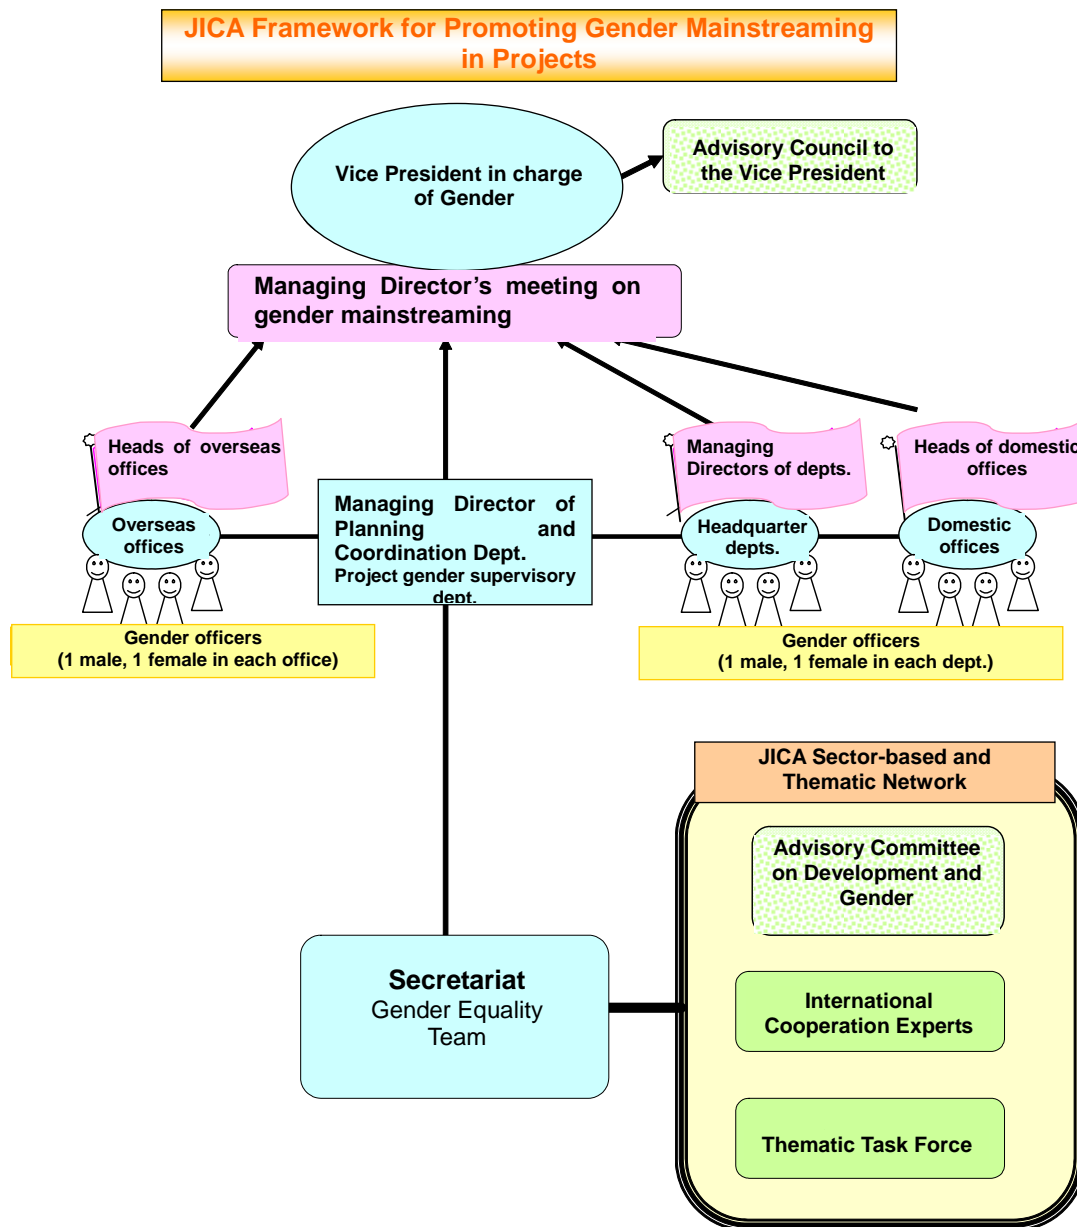 JICA Framework for Promoting Gender Mainstreaming
in Projects
Vice President in charge
of Gender
Advisory Council to
the Vice President
Managing Director’s meeting on
gender mainstreaming
Heads of overseas
offices
Managing
Directors of depts.
Heads of domestic
offices
Overseas
offices
Managing Director of
Planning and
Coordination Dept.
Project gender supervisory
dept.
Headquarter
depts.
Domestic
offices
Gender officers
(1 male, 1 female in each office)
Gender officers
(1 male, 1 female in each dept.)
JICA Sector-based and
Thematic Network
Advisory Committee
on Development and
Gender
Secretariat
Gender Equality
Team
International
Cooperation Experts
Thematic Task Force